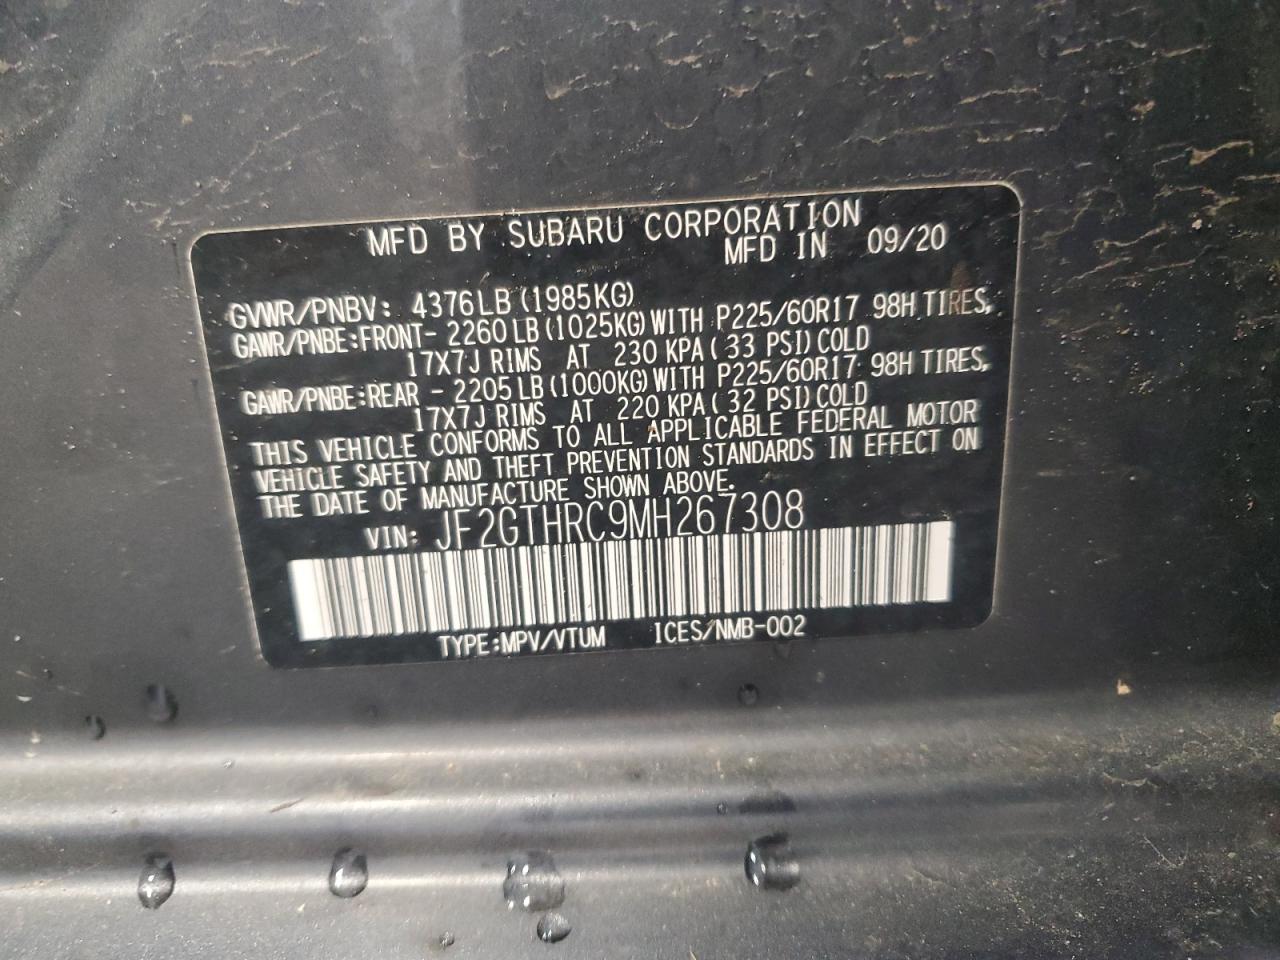 MFD BY SUBARU CORPORATION
MFD IN 09/20
GVWR/PNBV: 4376LB (1985KG)
GAWR/PNBE:FRONT- 2260 LB (1025KG) WITH P225/60R17 98H TIRES,
17X7J RIMS AT 230 KPA ( 33 PSI) COLD
GAWR/PNBE:REAR - 2205 LB (1000KG) WITH P225/60R17 98H TIRES,
17X7J RIMS AT 220 KPA ( 32 PSI) COLD
THIS VEHICLE CONFORMS TO ALL APPLICABLE FEDERAL MOTOR
VEHICLE SAFETY AND THEFT PREVENTION STANDARDS IN EFFECT ON
THE DATE OF MANUFACTURE SHOWN ABOVE.
VIN: JF2GTHRC9MH267308
TYPE:MPV/VTUM ICES/NMB-002